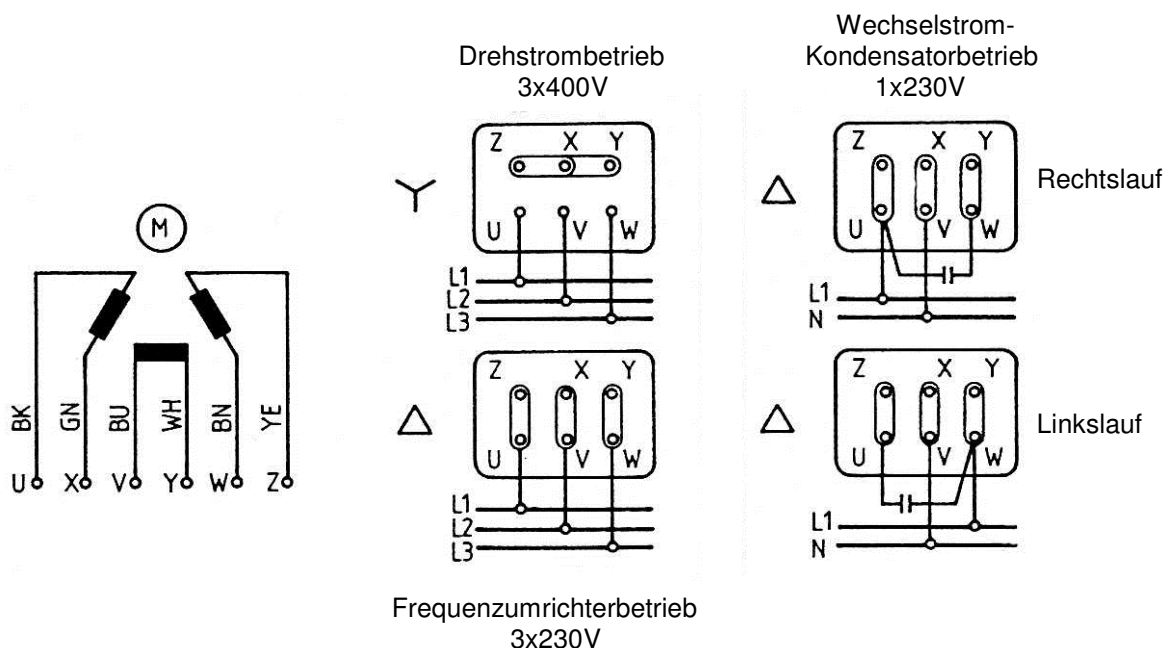 Drehstrombetrieb
3x400V
Z X Y
U V W
L1
L2
L3
Z X Y
U V W
L1
L2
L3
Frequenzumrichterbetrieb
3x230V
Wechselstrom-
Kondensatorbetrieb
1x230V
Z X Y
U V W
Rechtslauf
L1
N
Z X Y
U V W
Linkslauf
L1
N
M
BK GN BU WH BN YE
U X V Y W Z